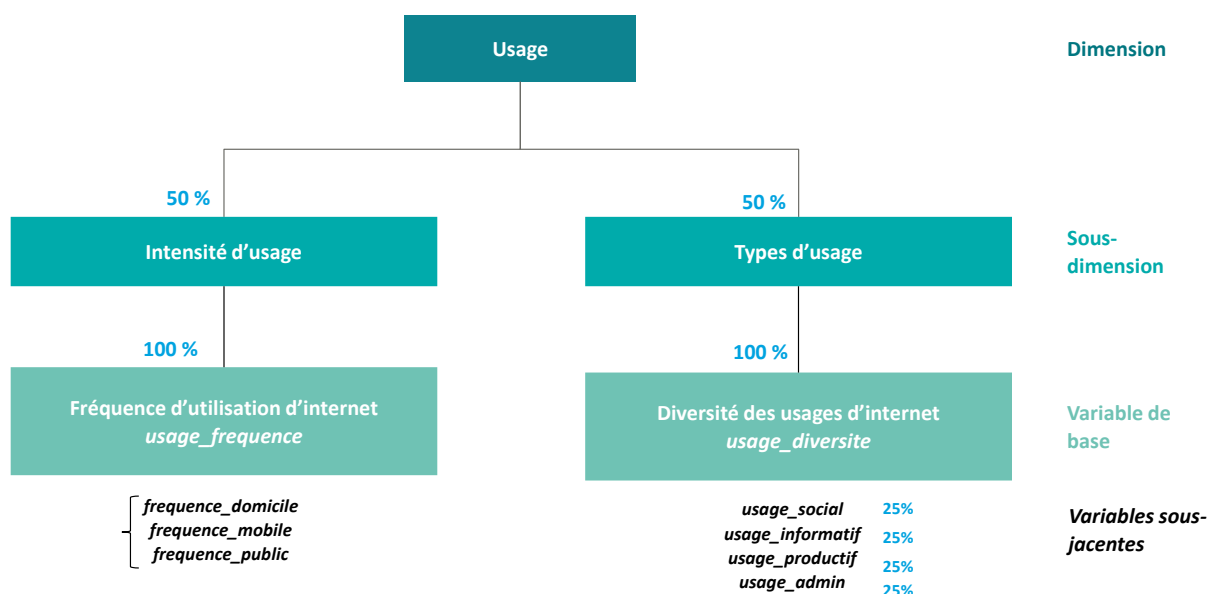 Usage
Dimension
50 %
50 %
Intensité d'usage
Types d'usage
Sous-
dimension
100 %
100 %
Fréquence d'utilisation d'internet
usage_frequence
Diversité des usages d'internet
usage_diversite
Variable de
base
frequence_domicile
frequence_mobile
frequence_public
usage_social 25%
usage_informatif 25%
usage_productif 25%
usage_admin 25%
Variables sous-
jacentes